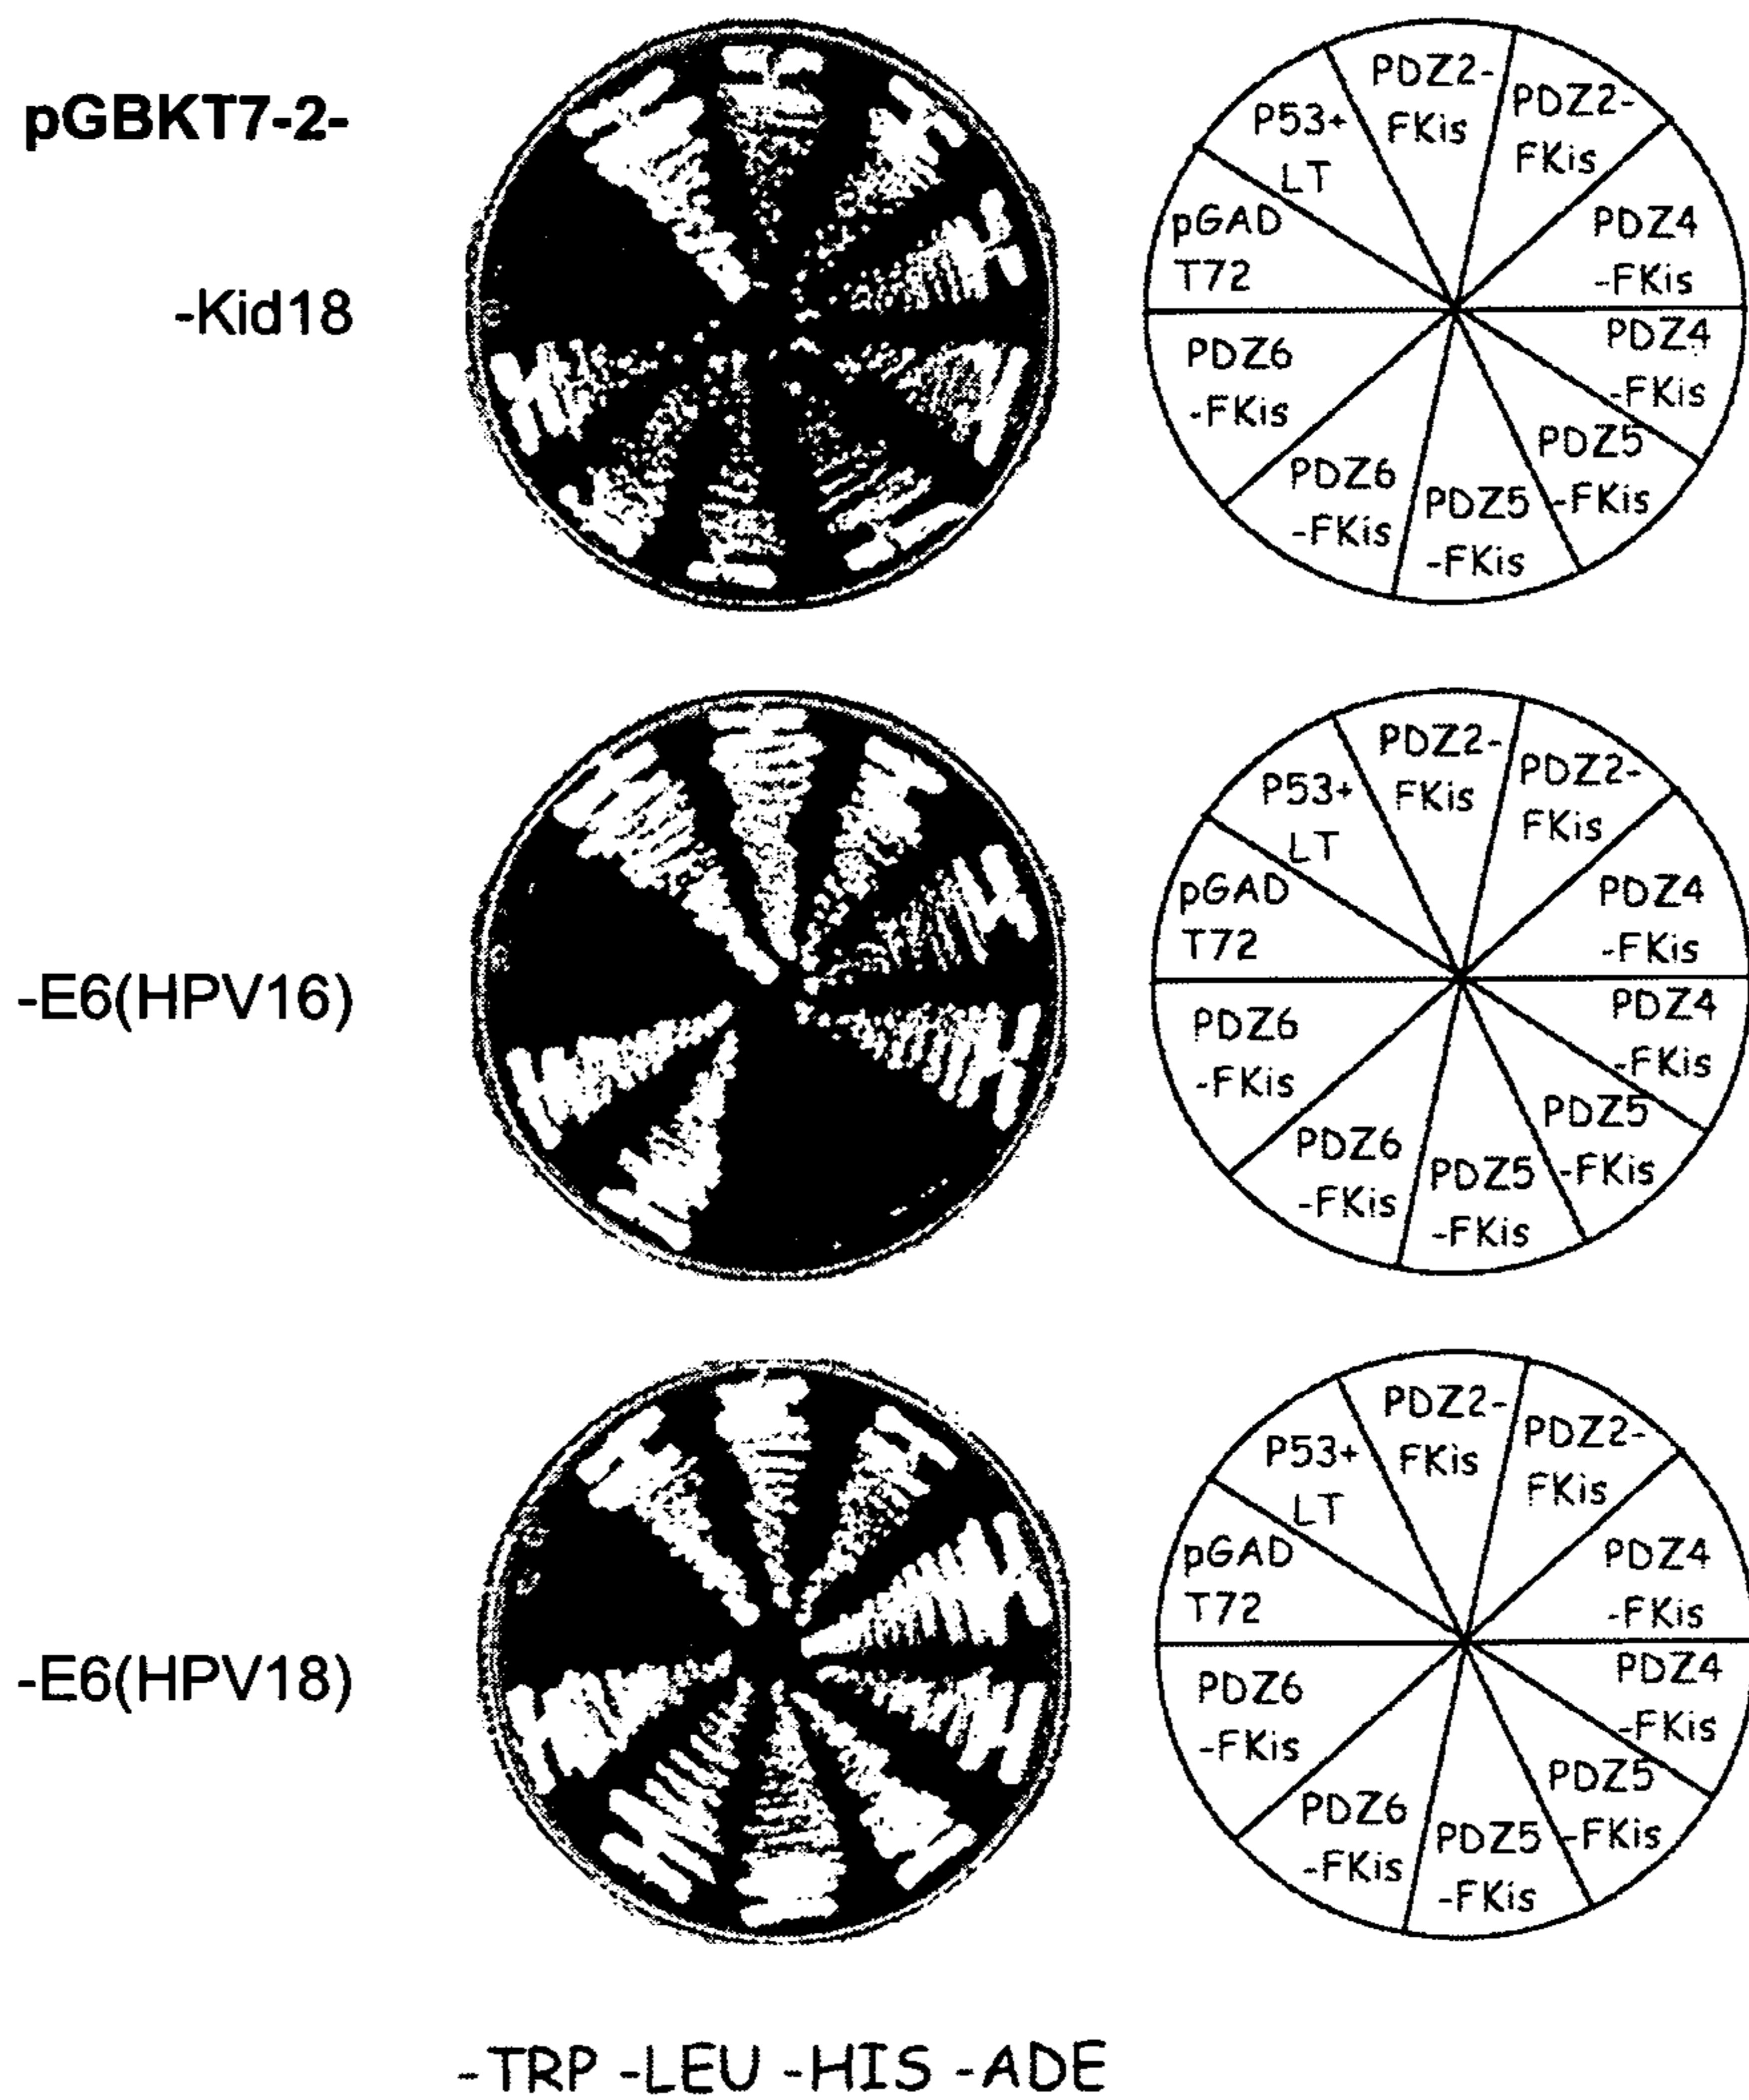 pGBKT7-2-
-Kid18
PDZ2-
FKis
PDZ2-
FKis
P53+
LT
pGAD
T72
PDZ4
-FKis
PDZ4
-FKis
PDZ5
-FKis
PDZ5
-FKis
PDZ6
-FKis
PDZ6
-FKis
-E6(HPV16)
PDZ2-
FKis
PDZ2-
FKis
P53+
LT
pGAD
T72
PDZ4
-FKis
PDZ4
-FKis
PDZ5
-FKis
PDZ5
-FKis
PDZ6
-FKis
PDZ6
-FKis
-E6(HPV18)
PDZ2-
FKis
PDZ2-
FKis
P53+
LT
pGAD
T72
PDZ4
-FKis
PDZ4
-FKis
PDZ5
-FKis
PDZ5
-FKis
PDZ6
-FKis
PDZ6
-FKis
-TRP -LEU -HIS -ADE